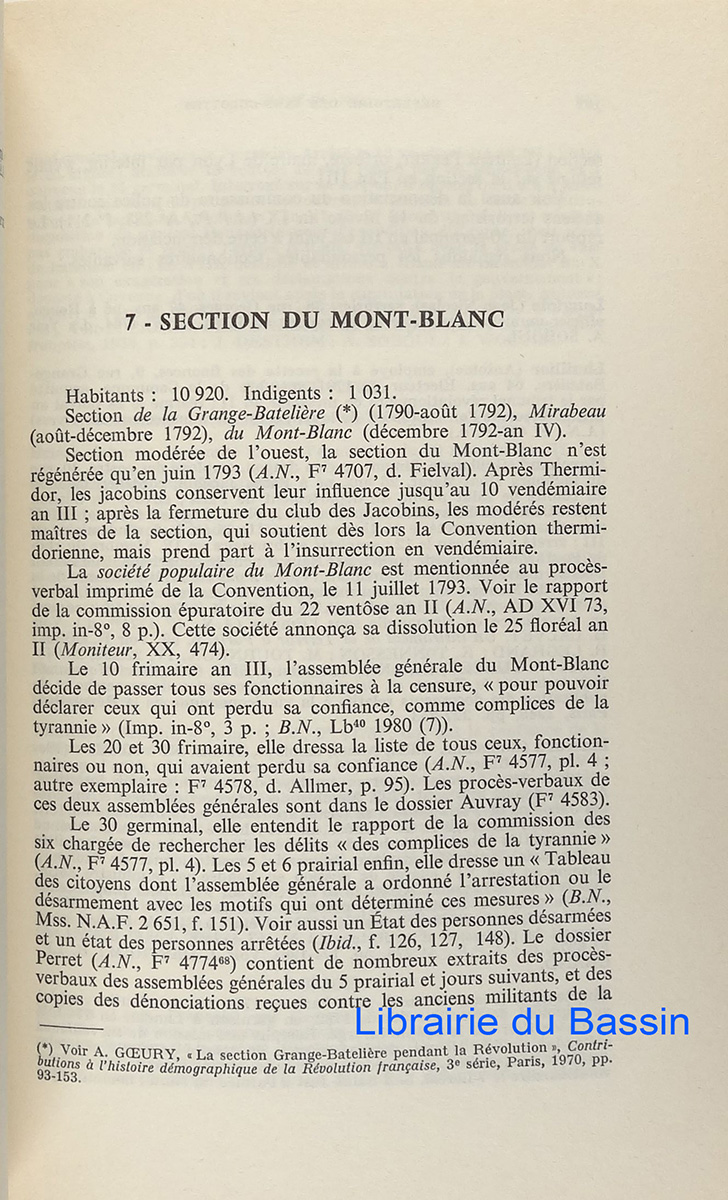 7 - SECTION DU MONT-BLANC
Habitants : 10 920. Indigents : 1 031.
Section de la Grange-Batelière (*) (1790-août 1792), Mirabeau
(août-décembre 1792), du Mont-Blanc (décembre 1792-an IV).
Section modérée de l'ouest, la section du Mont-Blanc n'est
régénérée qu'en juin 1793 (A.N., F⁷ 4707, d. Fielval). Après Thermi-
dor, les jacobins conservent leur influence jusqu'au 10 vendémiaire
an III ; après la fermeture du club des Jacobins, les modérés restent
maîtres de la section, qui soutient dès lors la Convention thermi-
dorienne, mais prend part à l'insurrection en vendémiaire.
La société populaire du Mont-Blanc est mentionnée au procès-
verbal imprimé de la Convention, le 11 juillet 1793. Voir le rapport
de la commission épuratoire du 22 ventôse an II (A.N., AD XVI 73,
imp. in-8°, 8 p.). Cette société annonça sa dissolution le 25 floréal an
II (Moniteur, XX, 474).
Le 10 frimaire an III, l'assemblée générale du Mont-Blanc
décide de passer tous ses fonctionnaires à la censure, « pour pouvoir
déclarer ceux qui ont perdu sa confiance, comme complices de la
tyrannie » (Imp. in-8°, 3 p. ; B.N., Lb⁴⁰ 1980 (7)).
Les 20 et 30 frimaire, elle dressa la liste de tous ceux, fonction-
naires ou non, qui avaient perdu sa confiance (A.N., F⁷ 4577, pl. 4 ;
autre exemplaire : F⁷ 4578, d. Allmer, p. 95). Les procès-verbaux de
ces deux assemblées générales sont dans le dossier Auvray (F⁷ 4583).
Le 30 germinal, elle entendit le rapport de la commission des
six chargée de rechercher les délits « des complices de la tyrannie »
(A.N., F⁷ 4577, pl. 4). Les 5 et 6 prairial enfin, elle dresse un « Tableau
des citoyens dont l'assemblée générale a ordonné l'arrestation ou le
désarmement avec les motifs qui ont déterminé ces mesures » (B.N.,
Mss. N.A.F. 2 651, f. 151). Voir aussi un État des personnes désarmées
et un état des personnes arrêtées (Ibid., f. 126, 127, 148). Le dossier
Perret (A.N., F⁷ 4774⁶⁸) contient de nombreux extraits des procès-
verbaux des assemblées générales du 5 prairial et jours suivants, et des
copies des dénonciations reçues contre les anciens militants de la
Librairie du Bassin
(*) Voir A. GŒURY, « La section Grange-Batelière pendant la Révolution », Contri-
butions à l'histoire démographique de la Révolution française, 3ᵉ série, Paris, 1970, pp.
93-153.